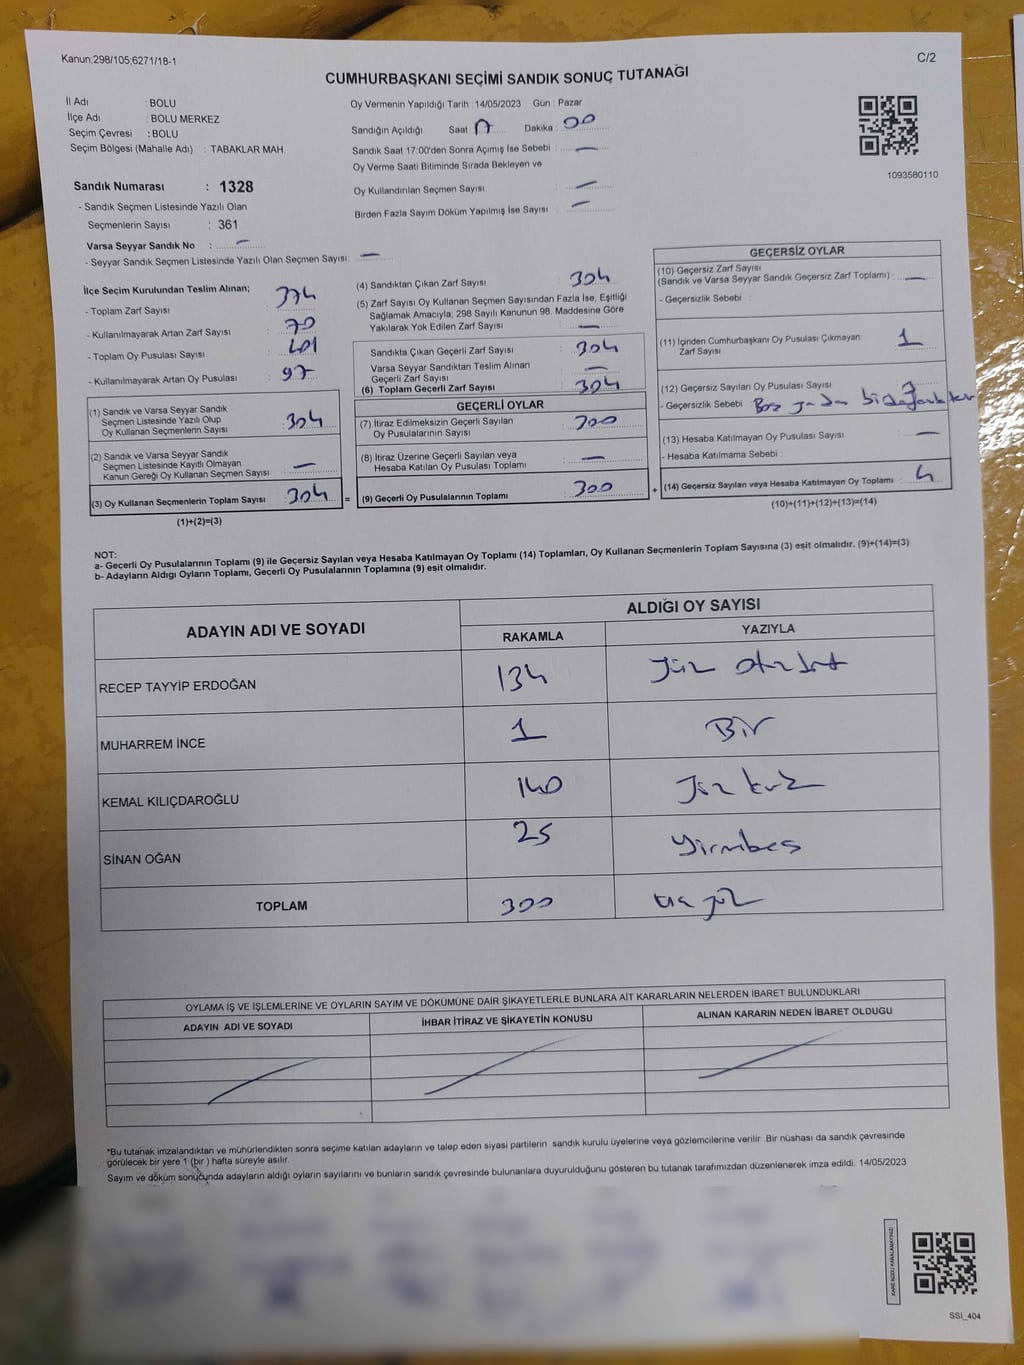 Kanun;298/105;6271/18-1
C/2
CUMHURBAŞKANI SEÇİMİ SANDIK SONUÇ TUTANAĞI
İl Adı : BOLU
İlçe Adı : BOLU MERKEZ
Seçim Çevresi : BOLU
Seçim Bölgesi (Mahalle Adı) : TABAKLAR MAH.
Sandık Numarası : 1328
- Sandık Seçmen Listesinde Yazılı Olan
Seçmenlerin Sayısı : 361
Varsa Seyyar Sandık No : -
- Seyyar Sandık Seçmen Listesinde Yazılı Olan Seçmen Sayısı: -
Oy Vermenin Yapıldığı Tarih : 14/05/2023 Gün : Pazar
Sandığın Açıldığı Saat 17 Dakika : 00
Sandık Saat 17:00'den Sonra Açımış İse Sebebi : -
Oy Verme Saati Bitiminde Sırada Bekleyen ve
Oy Kullandırılan Seçmen Sayısı -
Birden Fazla Sayım Döküm Yapılmış İse Sayısı : -
1093580110
İlçe Seçim Kurulundan Teslim Alınan;
- Toplam Zarf Sayısı : 374
- Kullanılmayarak Artan Zarf Sayısı : 70
- Toplam Oy Pusulası Sayısı : 401
- Kullanılmayarak Artan Oy Pusulası : 97
(1) Sandık ve Varsa Seyyar Sandık
Seçmen Listesinde Yazılı Olup
Oy Kullanan Seçmenlerin Sayısı : 304
(2) Sandık ve Varsa Seyyar Sandık
Seçmen Listesinde Kayıtlı Olmayan
Kanun Gereği Oy Kullanan Seçmen Sayısı : -
(3) Oy Kullanan Seçmenlerin Toplam Sayısı : 304 =
(1)+(2)=(3)
(4) Sandıktan Çıkan Zarf Sayısı : 304
(5) Zarf Sayısı Oy Kullanan Seçmen Sayısından Fazla İse, Eşitliği
Sağlamak Amacıyla; 298 Sayılı Kanunun 98. Maddesine Göre
Yakılarak Yok Edilen Zarf Sayısı : -
Sandıkta Çıkan Geçerli Zarf Sayısı : 304
Varsa Seyyar Sandıktan Teslim Alınan
Geçerli Zarf Sayısı : -
(6) Toplam Geçerli Zarf Sayısı : 304
GEÇERLİ OYLAR
(7) İtiraz Edilmeksizin Geçerli Sayılan
Oy Pusulalarının Sayısı : 300
(8) İtiraz Üzerine Geçerli Sayılan veya
Hesaba Katılan Oy Pusulası Toplamı : -
(9) Geçerli Oy Pusulalarının Toplamı : 300 +
GEÇERSİZ OYLAR
(10) Geçersiz Zarf Sayısı
(Sandık ve Varsa Seyyar Sandık Geçersiz Zarf Toplamı) : -
- Geçersizlik Sebebi :
(11) İçinden Cumhurbaşkanı Oy Pusulası Çıkmayan
Zarf Sayısı : 1
(12) Geçersiz Sayılan Oy Pusulası Sayısı : 3
- Geçersizlik Sebebi
(13) Hesaba Katılmayan Oy Pusulası Sayısı : -
- Hesaba Katılmama Sebebi :
(14) Geçersiz Sayılan veya Hesaba Katılmayan Oy Toplamı : 4
(10)+(11)+(12)+(13)=(14)
NOT:
a- Geçerli Oy Pusulalarının Toplamı (9) ile Geçersiz Sayılan veya Hesaba Katılmayan Oy Toplamı (14) Toplamları, Oy Kullanan Seçmenlerin Toplam Sayısına (3) eşit olmalıdır. (9)+(14)=(3)
b- Adayların Aldığı Oyların Toplamı, Geçerli Oy Pusulalarının Toplamına (9) eşit olmalıdır.
ADAYIN ADI VE SOYADI ALDIĞI OY SAYISI
RAKAMLA YAZIYLA
RECEP TAYYİP ERDOĞAN 134 Yüz otuzdört
MUHARREM İNCE 1 Bir
KEMAL KILIÇDAROĞLU 140 Yüz kırk
SİNAN OĞAN 25 Yirmibeş
TOPLAM 300 üç yüz
OYLAMA İŞ VE İŞLEMLERİNE VE OYLARIN SAYIM VE DÖKÜMÜNE DAİR ŞİKAYETLERLE BUNLARA AİT KARARLARIN NELERDEN İBARET BULUNDUKLARI
ADAYIN ADI VE SOYADI İHBAR İTİRAZ VE ŞİKAYETİN KONUSU ALINAN KARARIN NEDEN İBARET OLDUĞU
*Bu tutanak imzalandıktan ve mühürlendikten sonra seçime katılan adayların ve talep eden siyasi partilerin sandık kurulu üyelerine veya gözlemcilerine verilir Bir nüshası da sandık çevresinde
görülecek bir yere 1 (bir ) hafta süreyle asılır.
Sayım ve döküm sonucunda adayların aldığı oyların sayılarını ve bunların sandık çevresinde bulunanlara duyurulduğunu gösteren bu tutanak tarafımızdan düzenlenerek imza edildi. 14/05/2023
KARE KODU KARALAMAYINIZ!
SSI_404